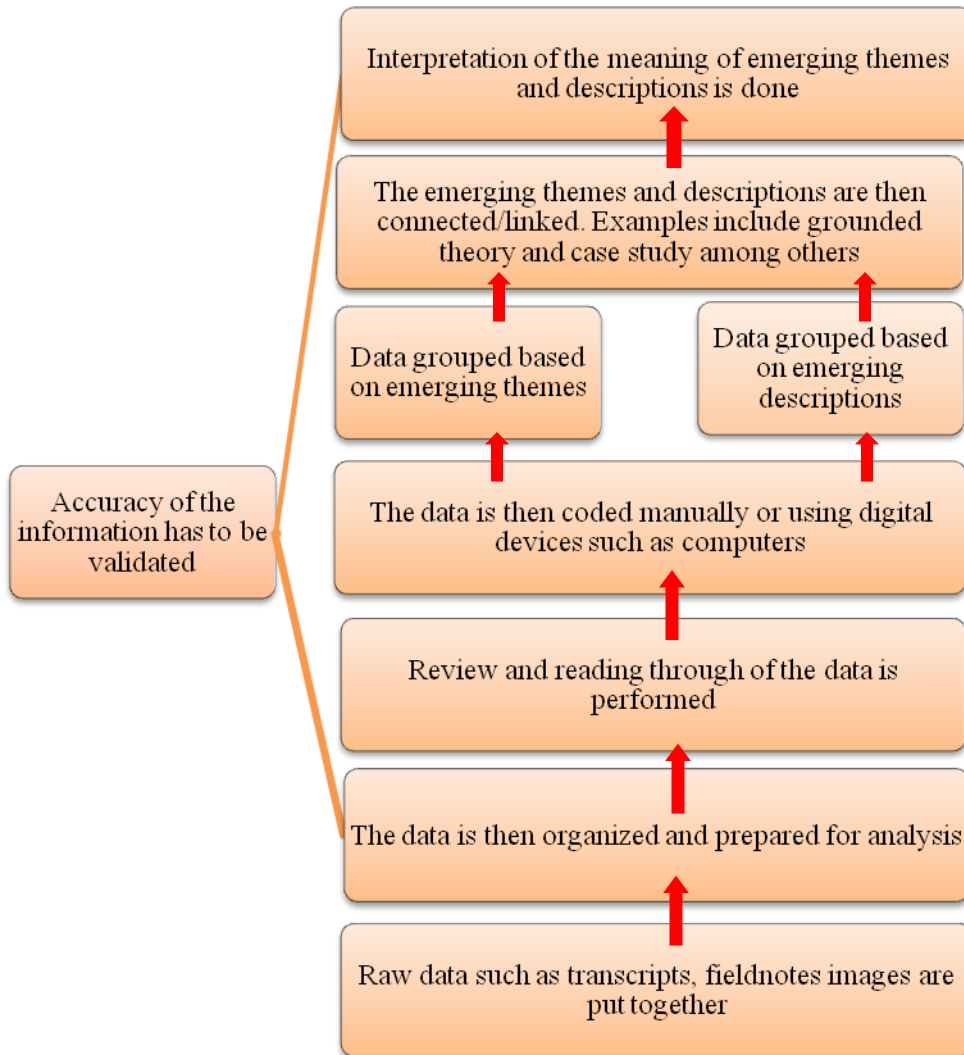 Interpretation of the meaning of emerging themes
and descriptions is done
The emerging themes and descriptions are then
connected/linked. Examples include grounded
theory and case study among others
Data grouped based
on emerging themes
Data grouped based
on emerging
descriptions
Accuracy of the
information has to be
validated
The data is then coded manually or using digital
devices such as computers
Review and reading through of the data is
performed
The data is then organized and prepared for analysis
Raw data such as transcripts, fieldnotes images are
put together